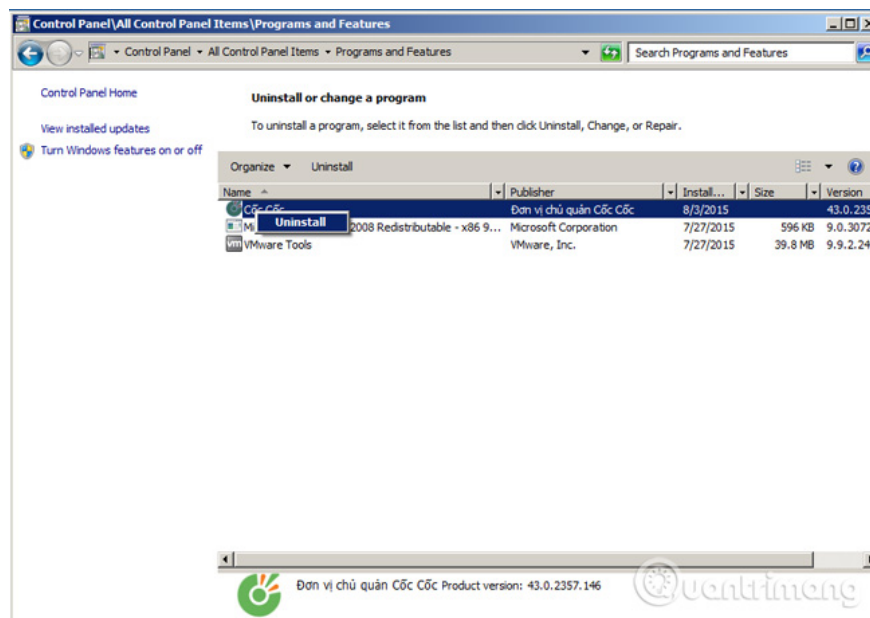 Control Panel\All Control Panel Items\Programs and Features
Control Panel All Control Panel Items Programs and Features Search Programs and Features
Control Panel Home
Uninstall or change a program
View installed updates
To uninstall a program, select it from the list and then click Uninstall, Change, or Repair.
Turn Windows features on or off
Organize Uninstall
Name Publisher Install... Size Version
Cốc Cốc Đơn vị chủ quản Cốc Cốc 8/3/2015 43.0.235
Uninstall
2008 Redistributable - x86 9... Microsoft Corporation 7/27/2015 596 KB 9.0.3072
VMware Tools VMware, Inc. 7/27/2015 39.8 MB 9.9.2.24
Đơn vị chủ quản Cốc Cốc Product version: 43.0.2357.146
Quantrimang